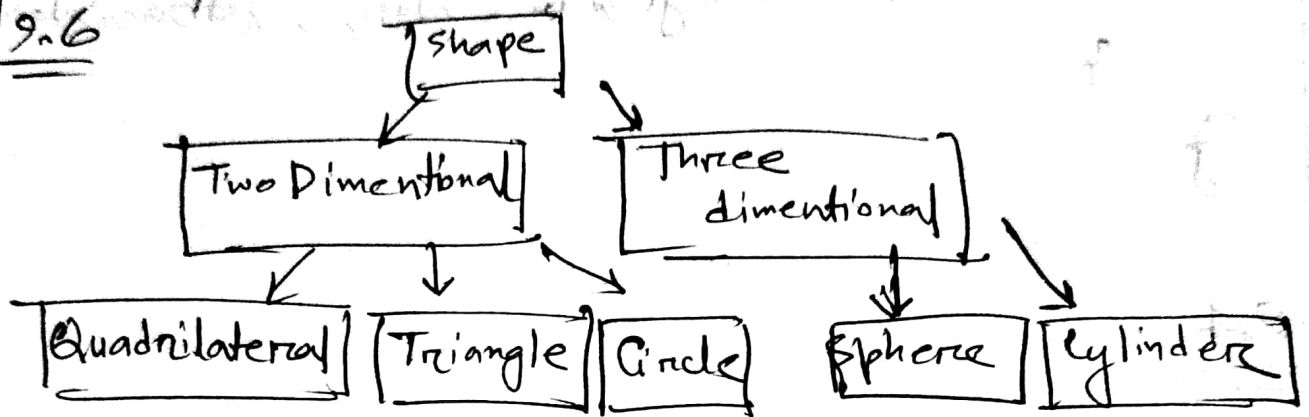 9.6
Shape
Two Dimentional
Three
dimentional
Quadrilateral
Triangle
Circle
Sphere
Cylinder